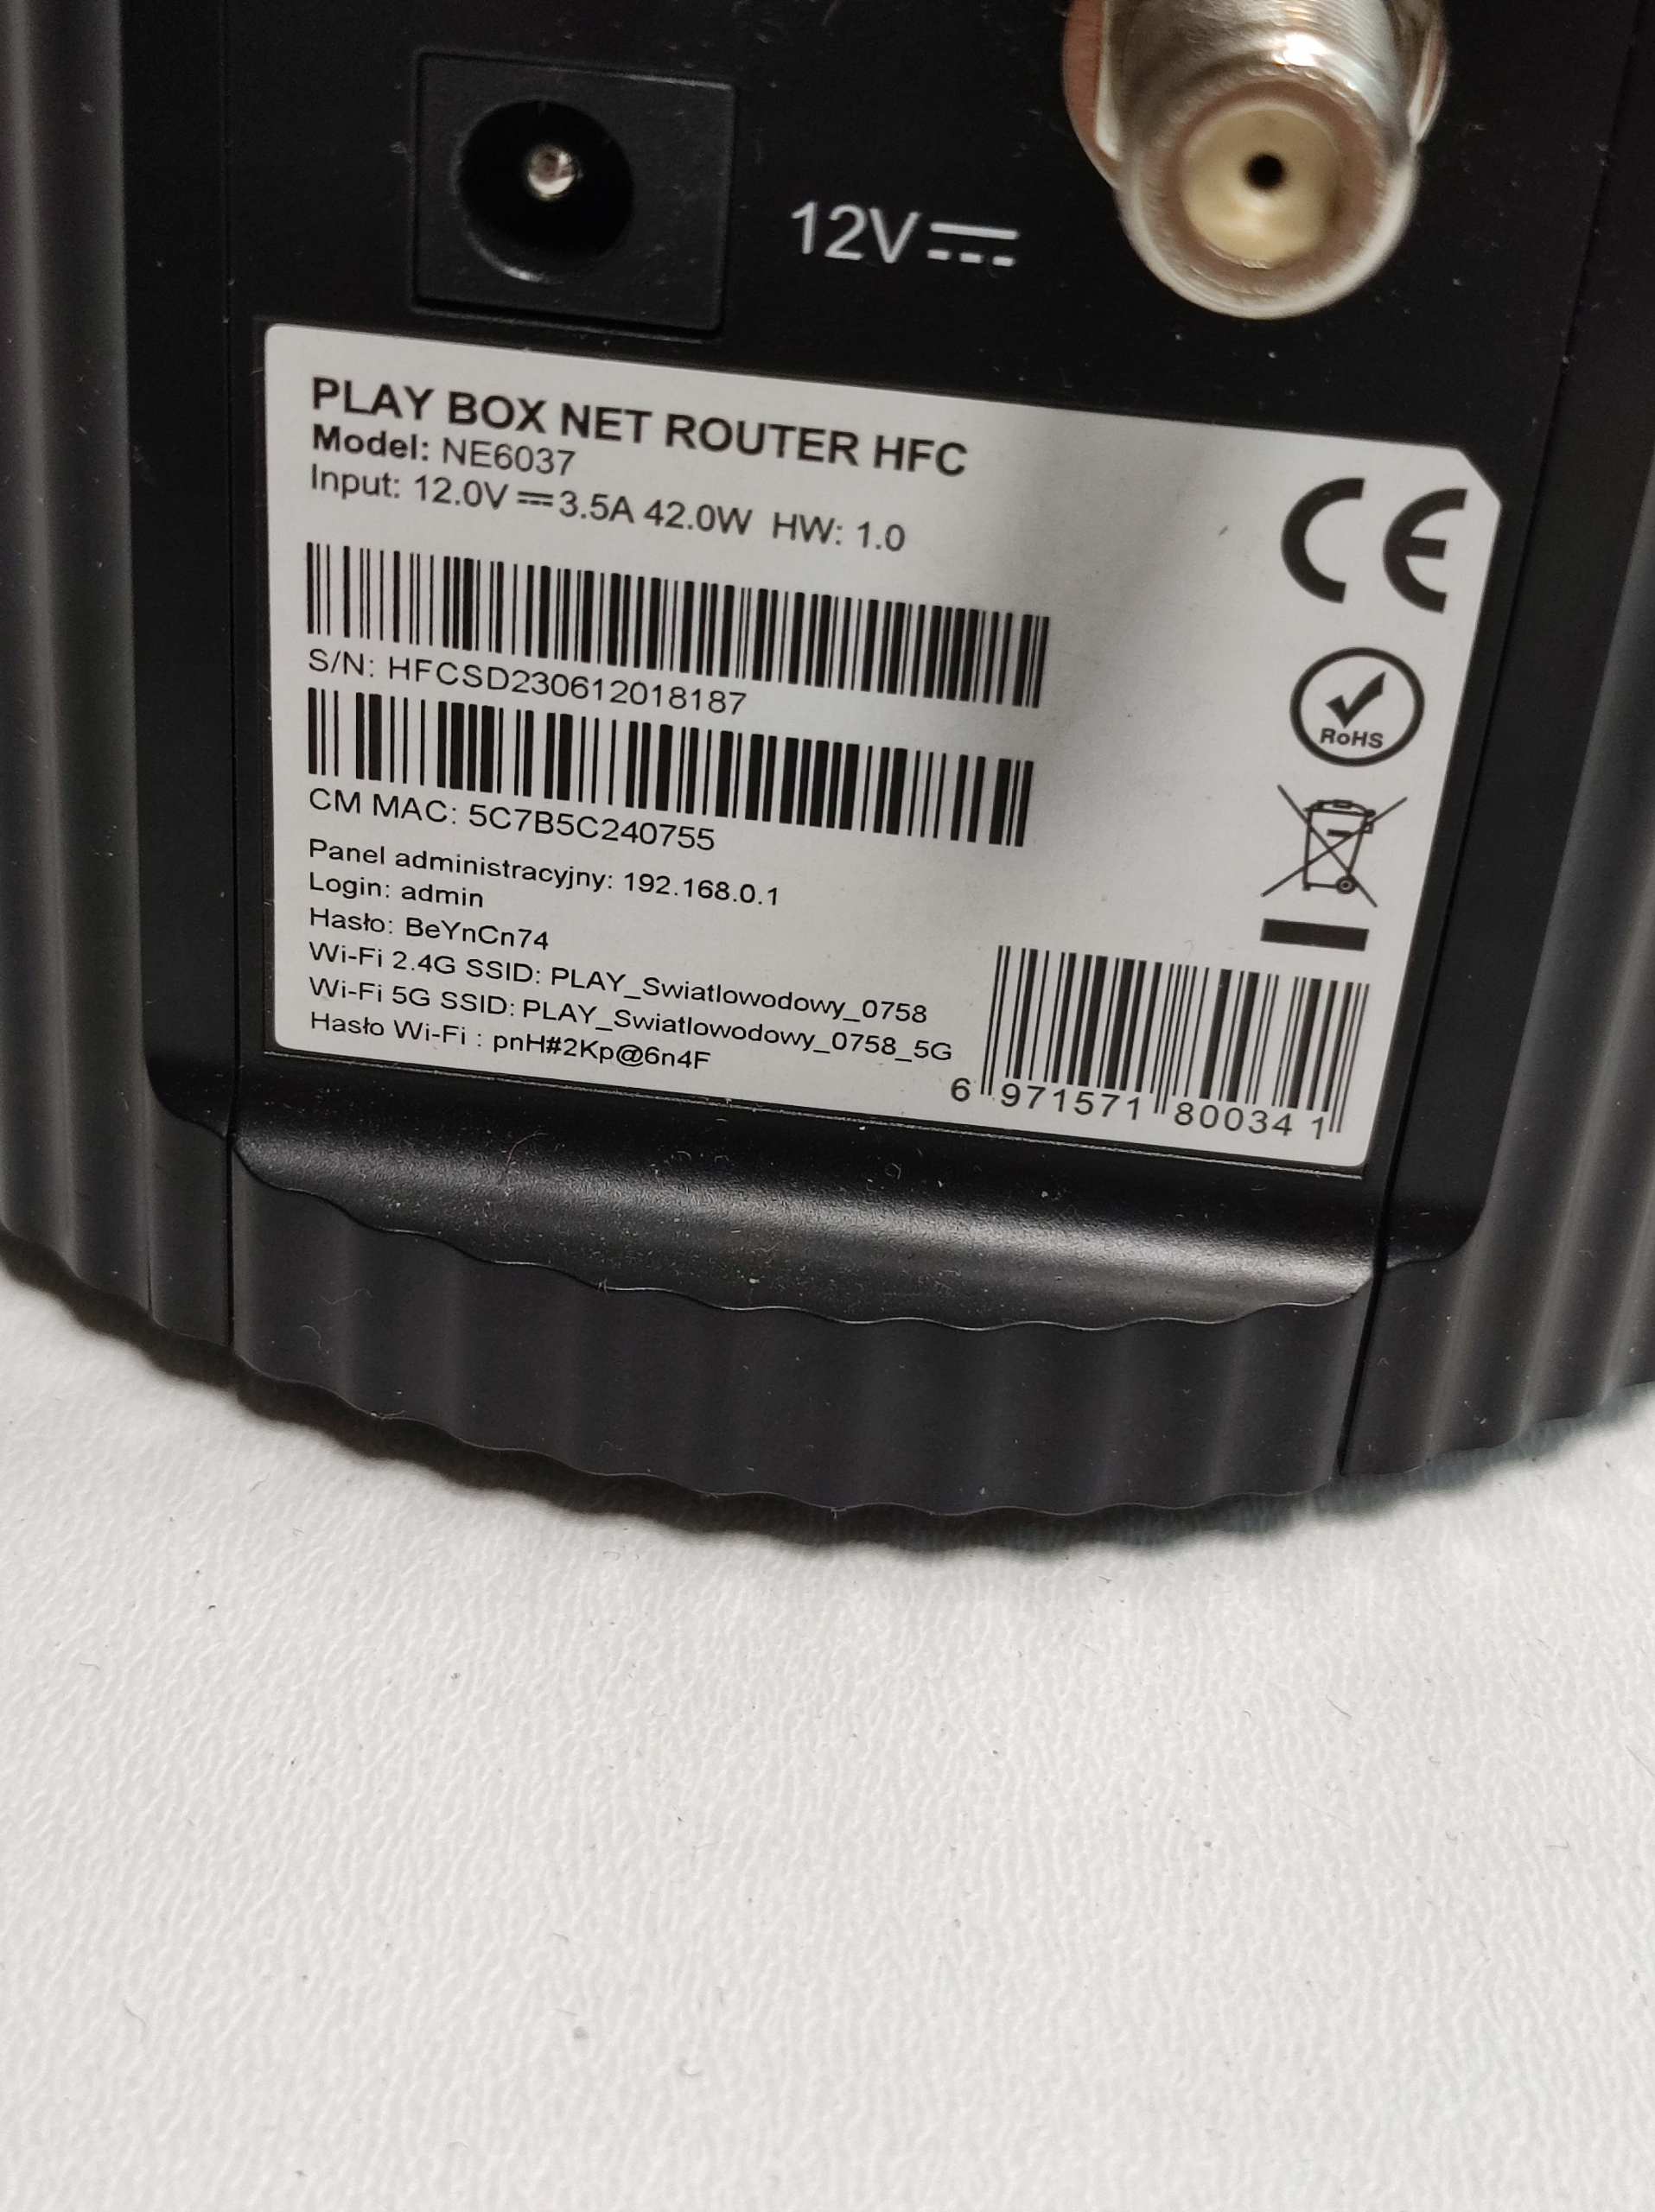 12V
PLAY BOX NET ROUTER HFC
Model: NE6037
Input: 12.0V⎓3.5A 42.0W HW: 1.0
CE
S/N: HFCSD230612018187
RoHS
CM MAC: 5C7B5C240755
Panel administracyjny: 192.168.0.1
Login: admin
Hasło: BeYnCn74
Wi-Fi 2.4G SSID: PLAY_Swiatlowodowy_0758
Wi-Fi 5G SSID: PLAY_Swiatlowodowy_0758_5G
Hasło Wi-Fi : pnH#2Kp@6n4F
6 971571 800341